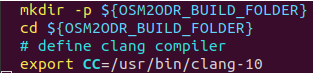 mkdir -p ${OSM2ODR_BUILD_FOLDER}
cd ${OSM2ODR_BUILD_FOLDER}
# define clang compiler
export CC=/usr/bin/clang-10